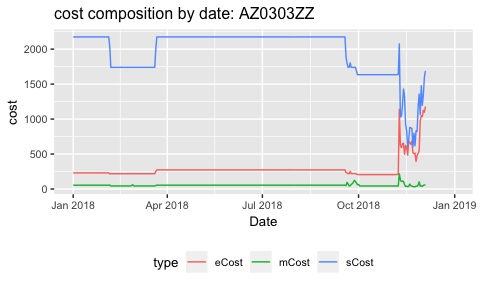 cost composition by date: AZ0303ZZ
2000
1500
1000
500
0
cost
Jan 2018 Apr 2018 Jul 2018 Oct 2018 Jan 2019
Date
type eCost mCost sCost